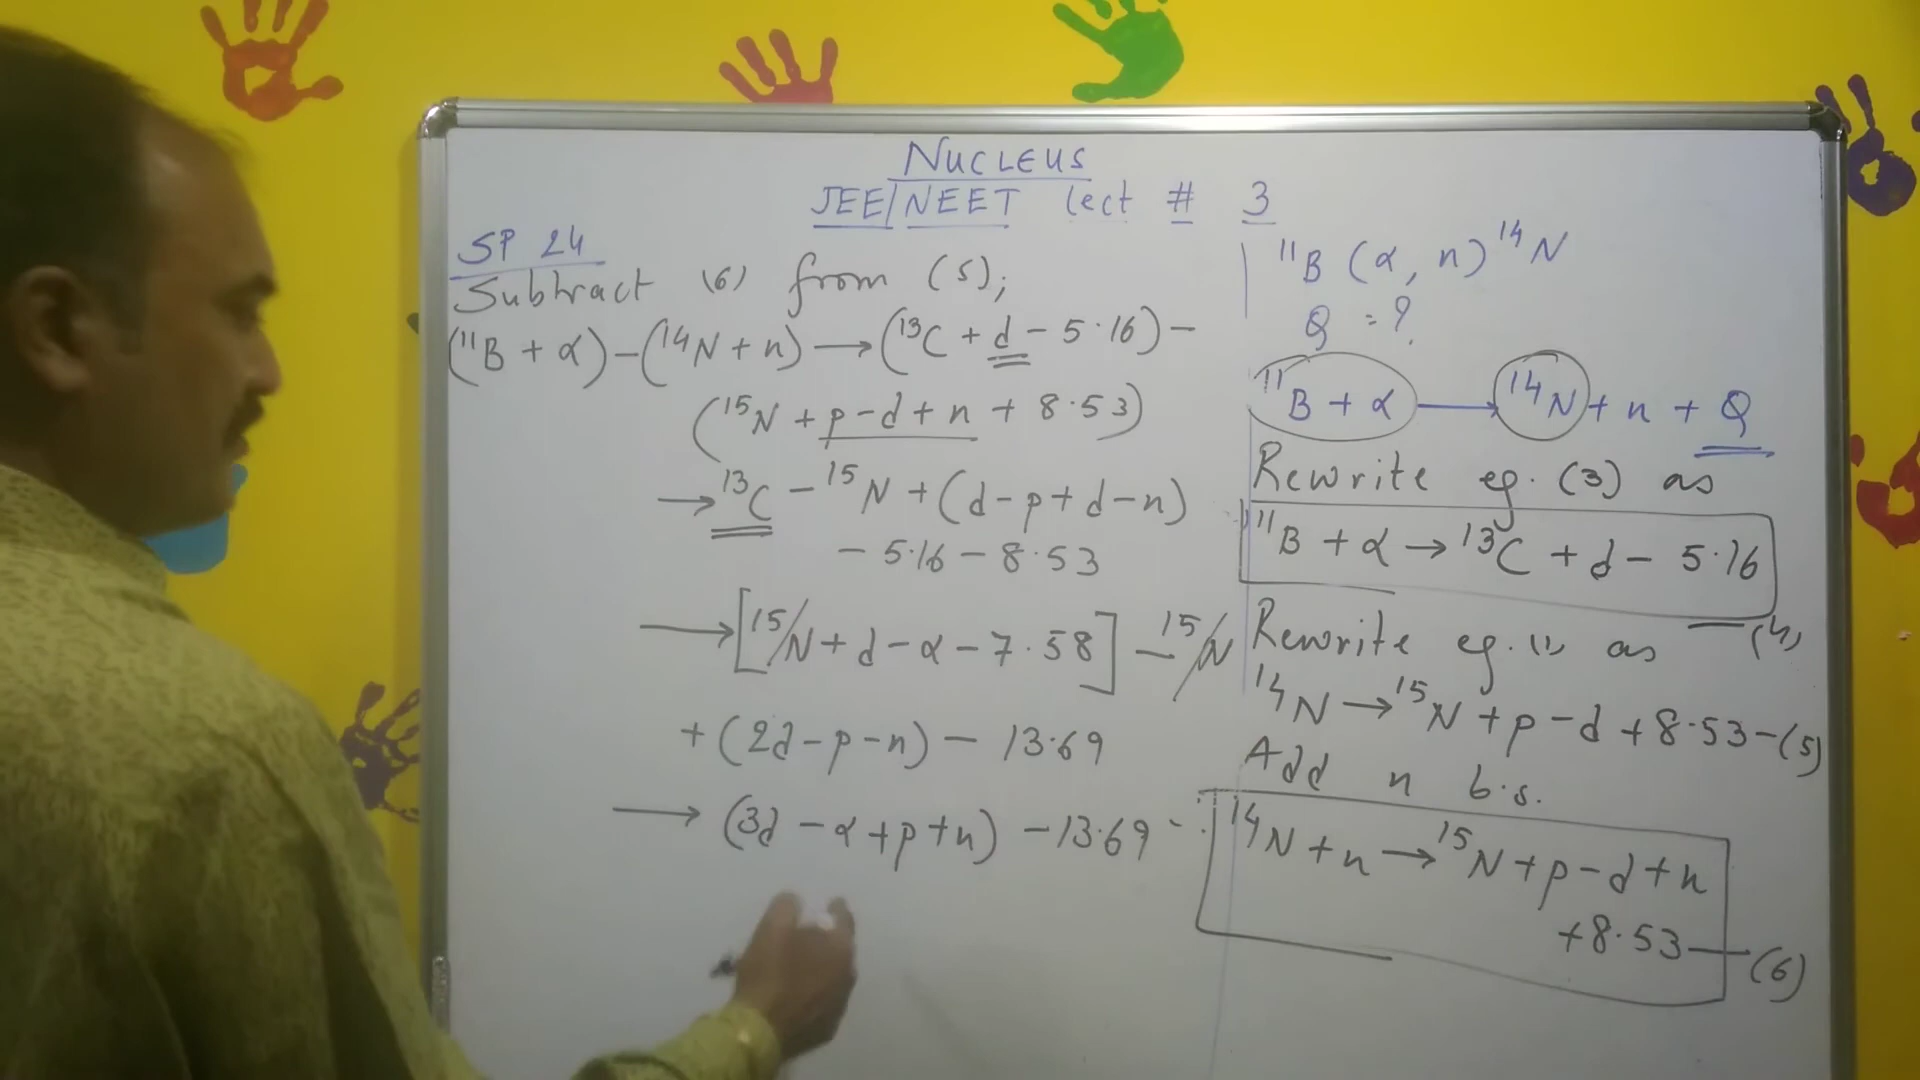 NUCLEUS
JEE/NEET Lect # 3
SP 24
Subtract (6) from (5);
(¹¹B + α) - (¹⁴N + n) → (¹³C + d - 5.16) -
(¹⁵N + p - d + n + 8.53)
→ ¹³C - ¹⁵N + (d - p + d - n)
- 5.16 - 8.53
→ [¹⁵N + d - α - 7.58] - ¹⁵N
+ (2d - p - n) - 13.69
→ (3d - α + p + n) - 13.69 -
¹¹B (α, n) ¹⁴N
Q = ?
¹¹B + α → ¹⁴N + n + Q
Rewrite eq. (3) as
¹¹B + α → ¹³C + d - 5.16
— (4)
Rewrite eq. (1) as
¹⁴N → ¹⁵N + p - d + 8.53 - (5)
Add n b.s.
¹⁴N + n → ¹⁵N + p - d + n
+ 8.53 — (6)